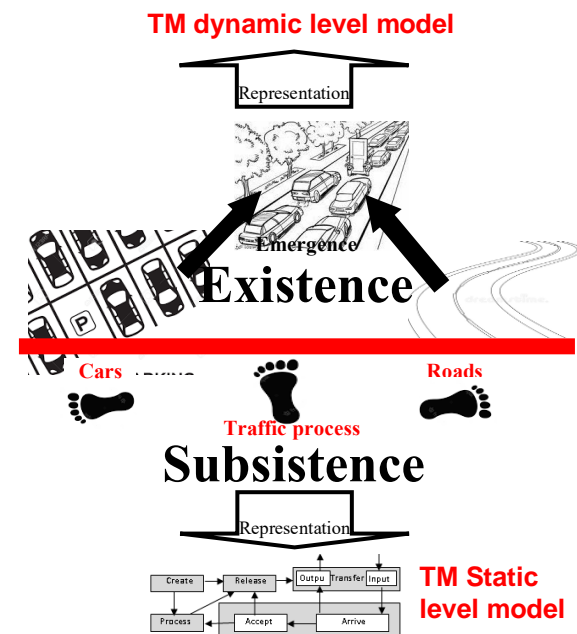 TM dynamic level model
Representation
Emergence
Existence
P
Cars
Roads
Traffic process
Subsistence
Representation
TM Static
level model
Create
Release
Outpu
Transfer
Input
Process
Accept
Arrive